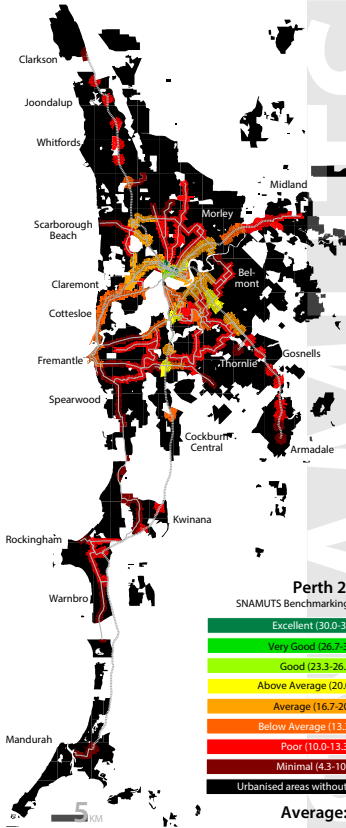 Clarkson
Joondalup
Whitfords
Midland
Morley
Scarborough
Beach
Bel-
mont
Claremont
Cottesloe
Fremantle
Gosnells
Thornlie
Spearwood
Cockburn
Central
Armadale
Kwinana
Rockingham
Warnbro
Perth 2
SNAMUTS Benchmarking
Excellent (30.0-3
Very Good (26.7-3
Good (23.3-26.
Above Average (20.
Average (16.7-20
Below Average (13.
Poor (10.0-13.3
Minimal (4.3-10
Urbanised areas without
Mandurah
5 KM
Average: